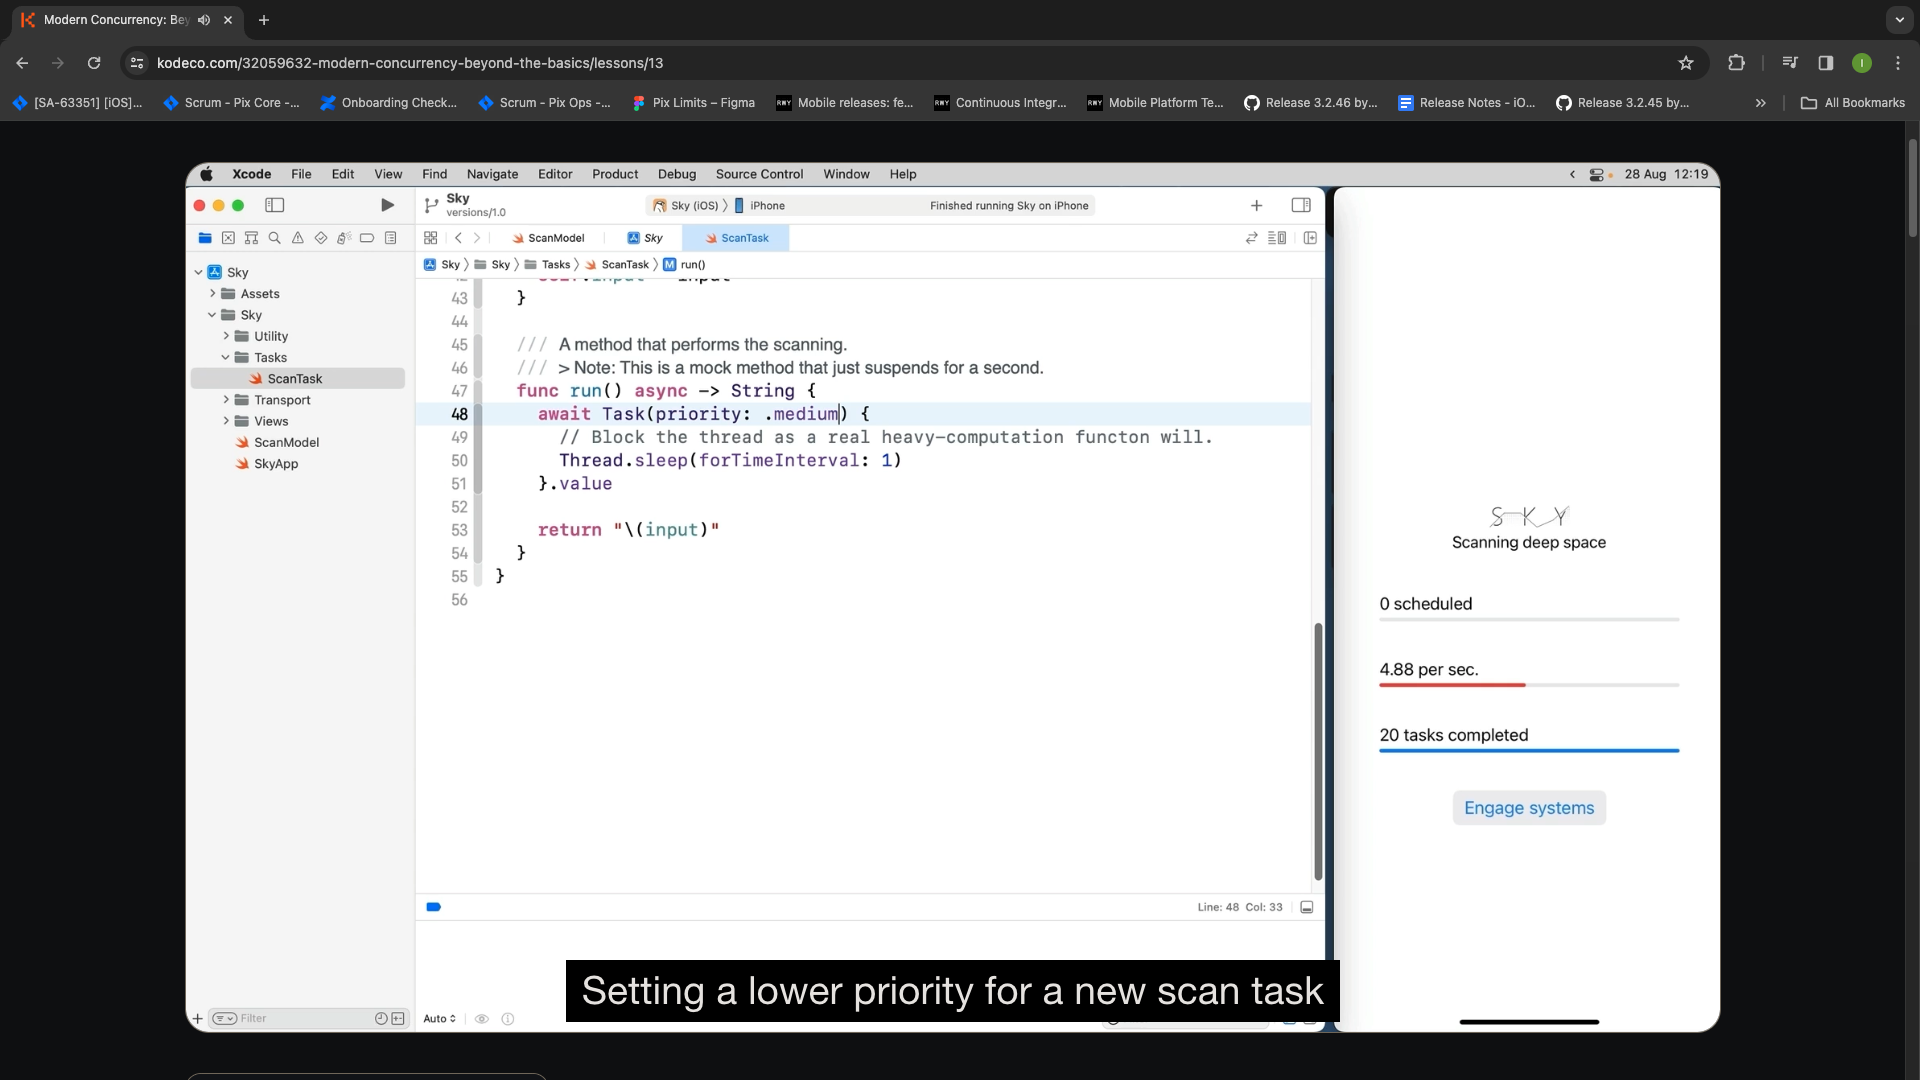 Modern Concurrency: Bey
kodeco.com/32059632-modern-concurrency-beyond-the-basics/lessons/13
I
[SA-63351] [iOS]...
Scrum - Pix Core -...
Onboarding Check...
Scrum - Pix Ops -...
Pix Limits – Figma
Mobile releases: fe...
Continuous Integr...
Mobile Platform Te...
Release 3.2.46 by...
Release Notes - iO...
Release 3.2.45 by...
All Bookmarks
Xcode File Edit View Find Navigate Editor Product Debug Source Control Window Help
28 Aug 12:19
Sky
versions/1.0
Sky (iOS) 〉 iPhone
Finished running Sky on iPhone
ScanModel
Sky
ScanTask
Sky 〉 Sky 〉 Tasks 〉 ScanTask 〉 M run()
Sky
Assets
Sky
Utility
Tasks
ScanTask
Transport
Views
ScanModel
SkyApp
43 }
44
45 /// A method that performs the scanning.
46 /// > Note: This is a mock method that just suspends for a second.
47 func run() async -> String {
48 await Task(priority: .medium) {
49 // Block the thread as a real heavy-computation functon will.
50 Thread.sleep(forTimeInterval: 1)
51 }.value
52
53 return "\(input)"
54 }
55 }
56
Line: 48 Col: 33
Filter
Auto
S K Y
Scanning deep space
0 scheduled
4.88 per sec.
20 tasks completed
Engage systems
Setting a lower priority for a new scan task